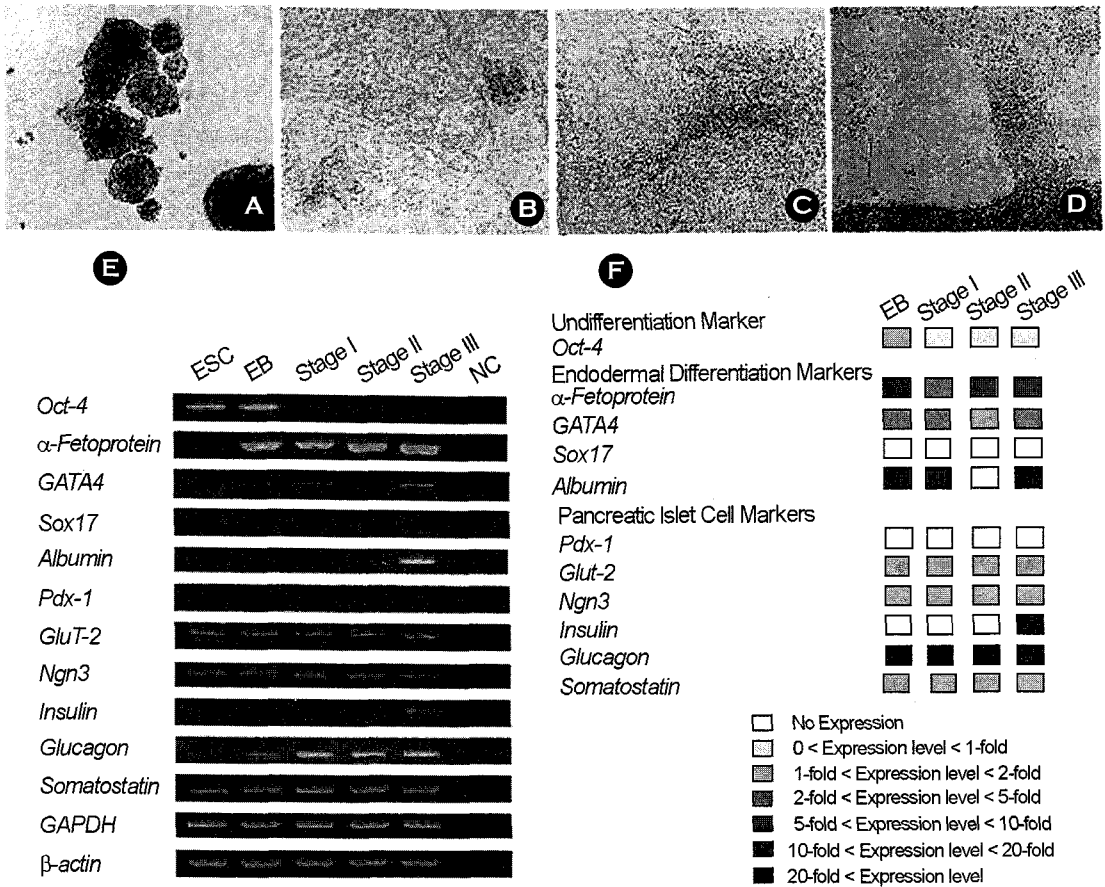 A
B
C
D
E
ESC EB Stage I Stage II Stage III NC
Oct-4
α-Fetoprotein
GATA4
Sox17
Albumin
Pdx-1
GluT-2
Ngn3
Insulin
Glucagon
Somatostatin
GAPDH
β-actin
F
EB Stage I Stage II Stage III
Undifferentiation Marker
Oct-4
Endodermal Differentiation Markers
α-Fetoprotein
GATA4
Sox17
Albumin
Pancreatic Islet Cell Markers
Pdx-1
Glut-2
Ngn3
Insulin
Glucagon
Somatostatin
No Expression
0 < Expression level < 1-fold
1-fold < Expression level < 2-fold
2-fold < Expression level < 5-fold
5-fold < Expression level < 10-fold
10-fold < Expression level < 20-fold
20-fold < Expression level